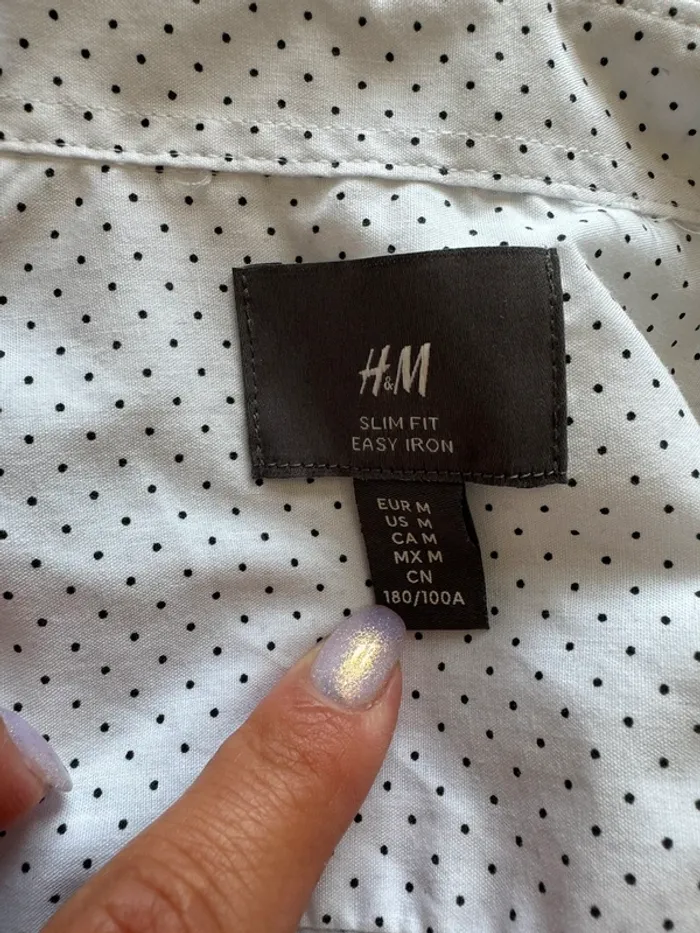 H&M
SLIM FIT
EASY IRON
EUR M
US M
CA M
MX M
CN
180/100A